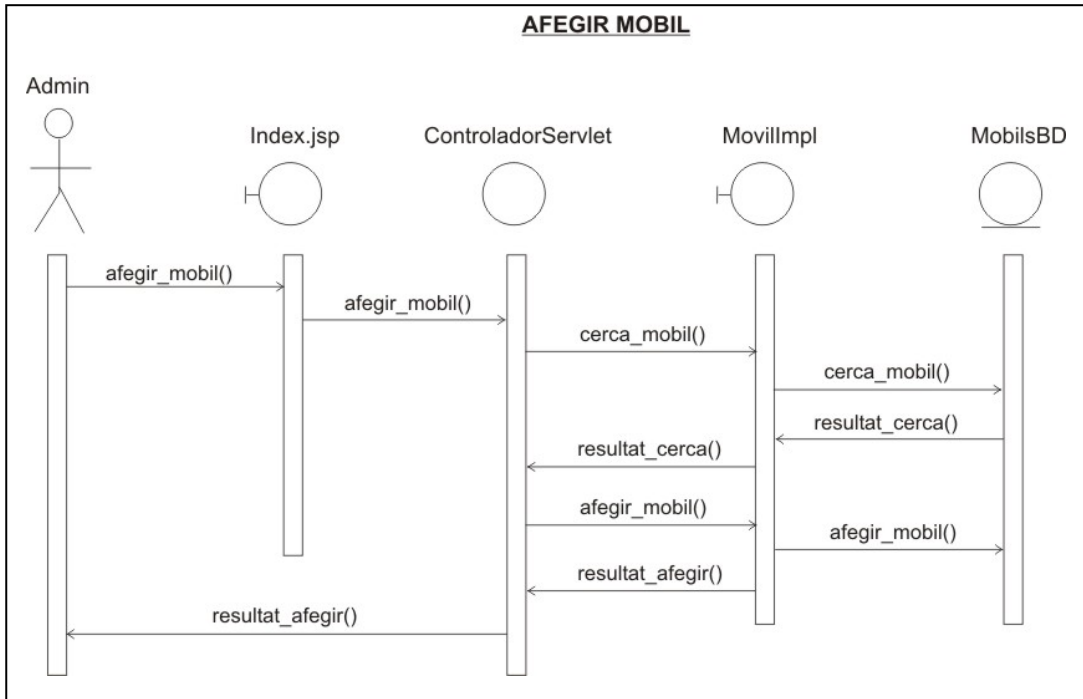 AFEGIR MOBIL
Admin
Index.jsp
ControladorServlet
MovilImpl
MobilsBD
afegir_mobil()
afegir_mobil()
cerca_mobil()
cerca_mobil()
resultat_cerca()
resultat_cerca()
afegir_mobil()
afegir_mobil()
resultat_afegir()
resultat_afegir()